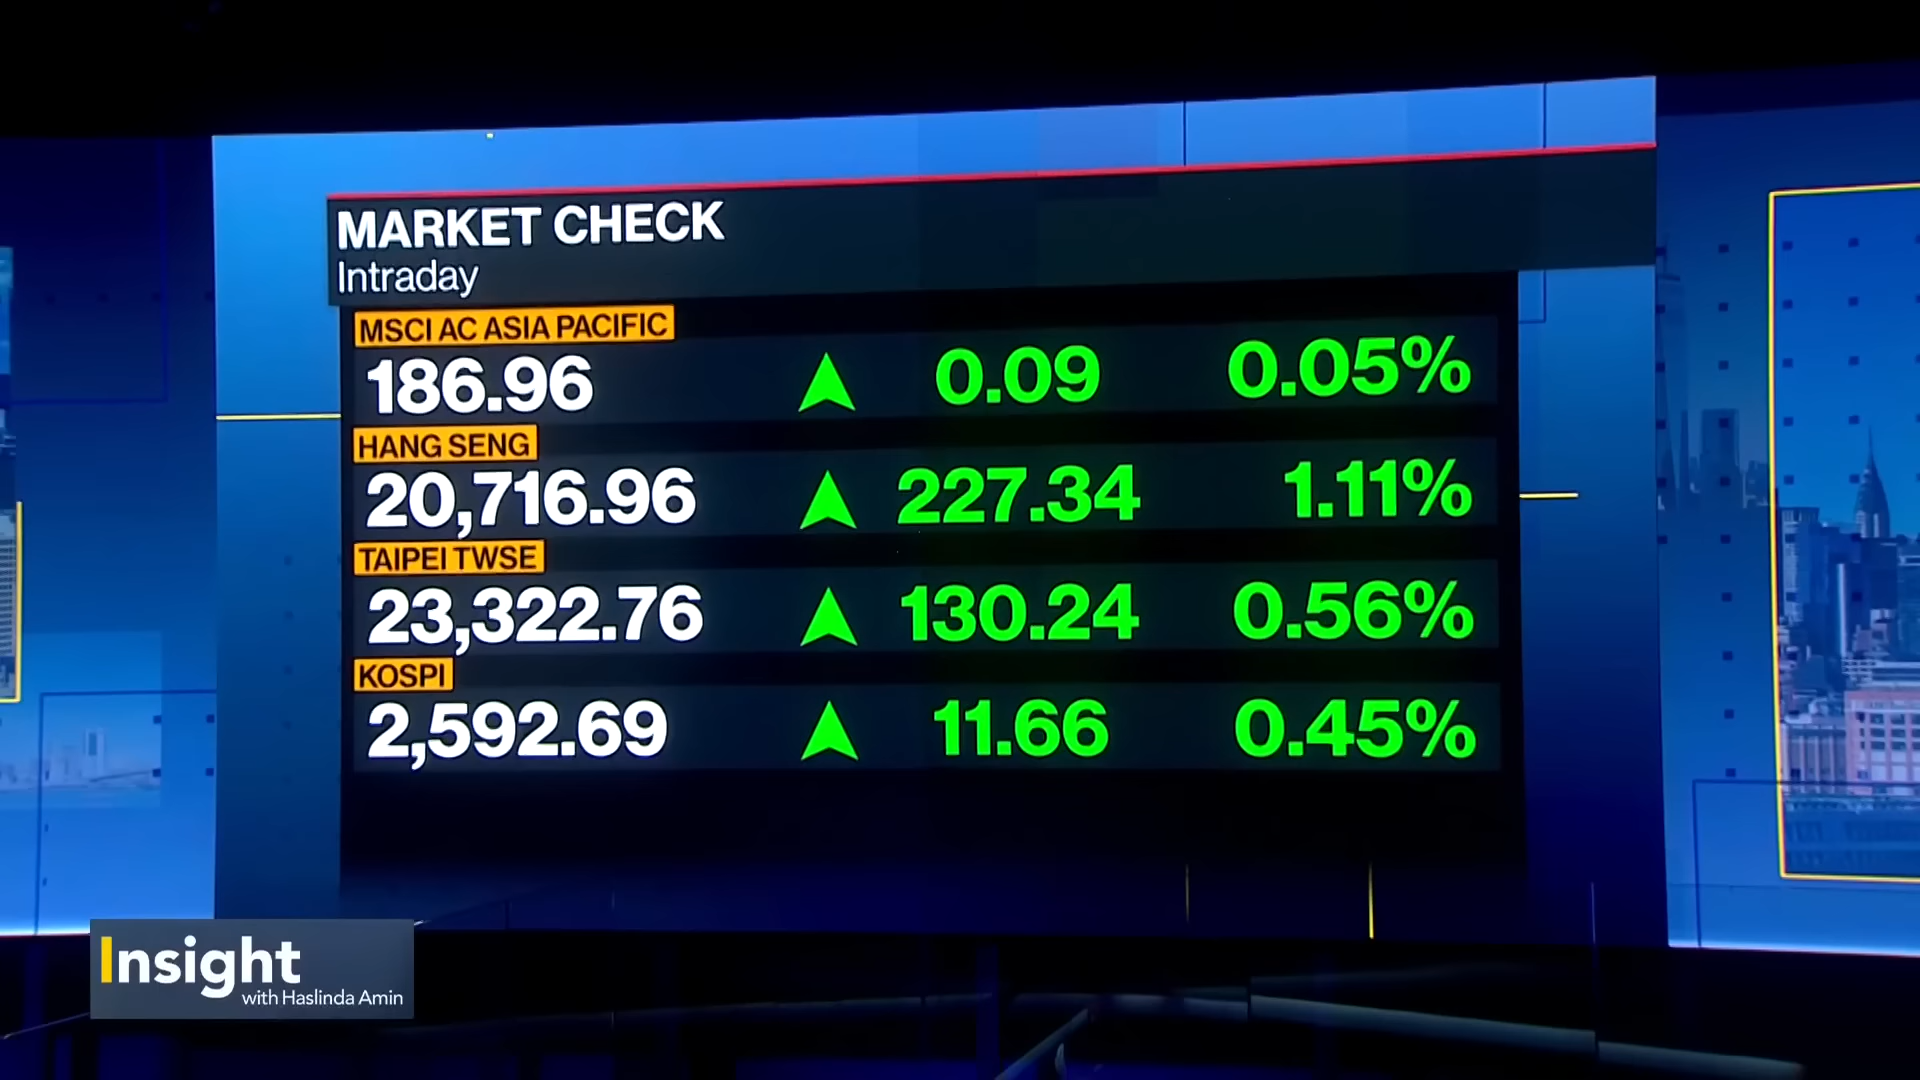 MARKET CHECK
Intraday
MSCI AC ASIA PACIFIC
186.96 ▲ 0.09 0.05%
HANG SENG
20,716.96 ▲ 227.34 1.11%
TAIPEI TWSE
23,322.76 ▲ 130.24 0.56%
KOSPI
2,592.69 ▲ 11.66 0.45%
Insight
with Haslinda Amin